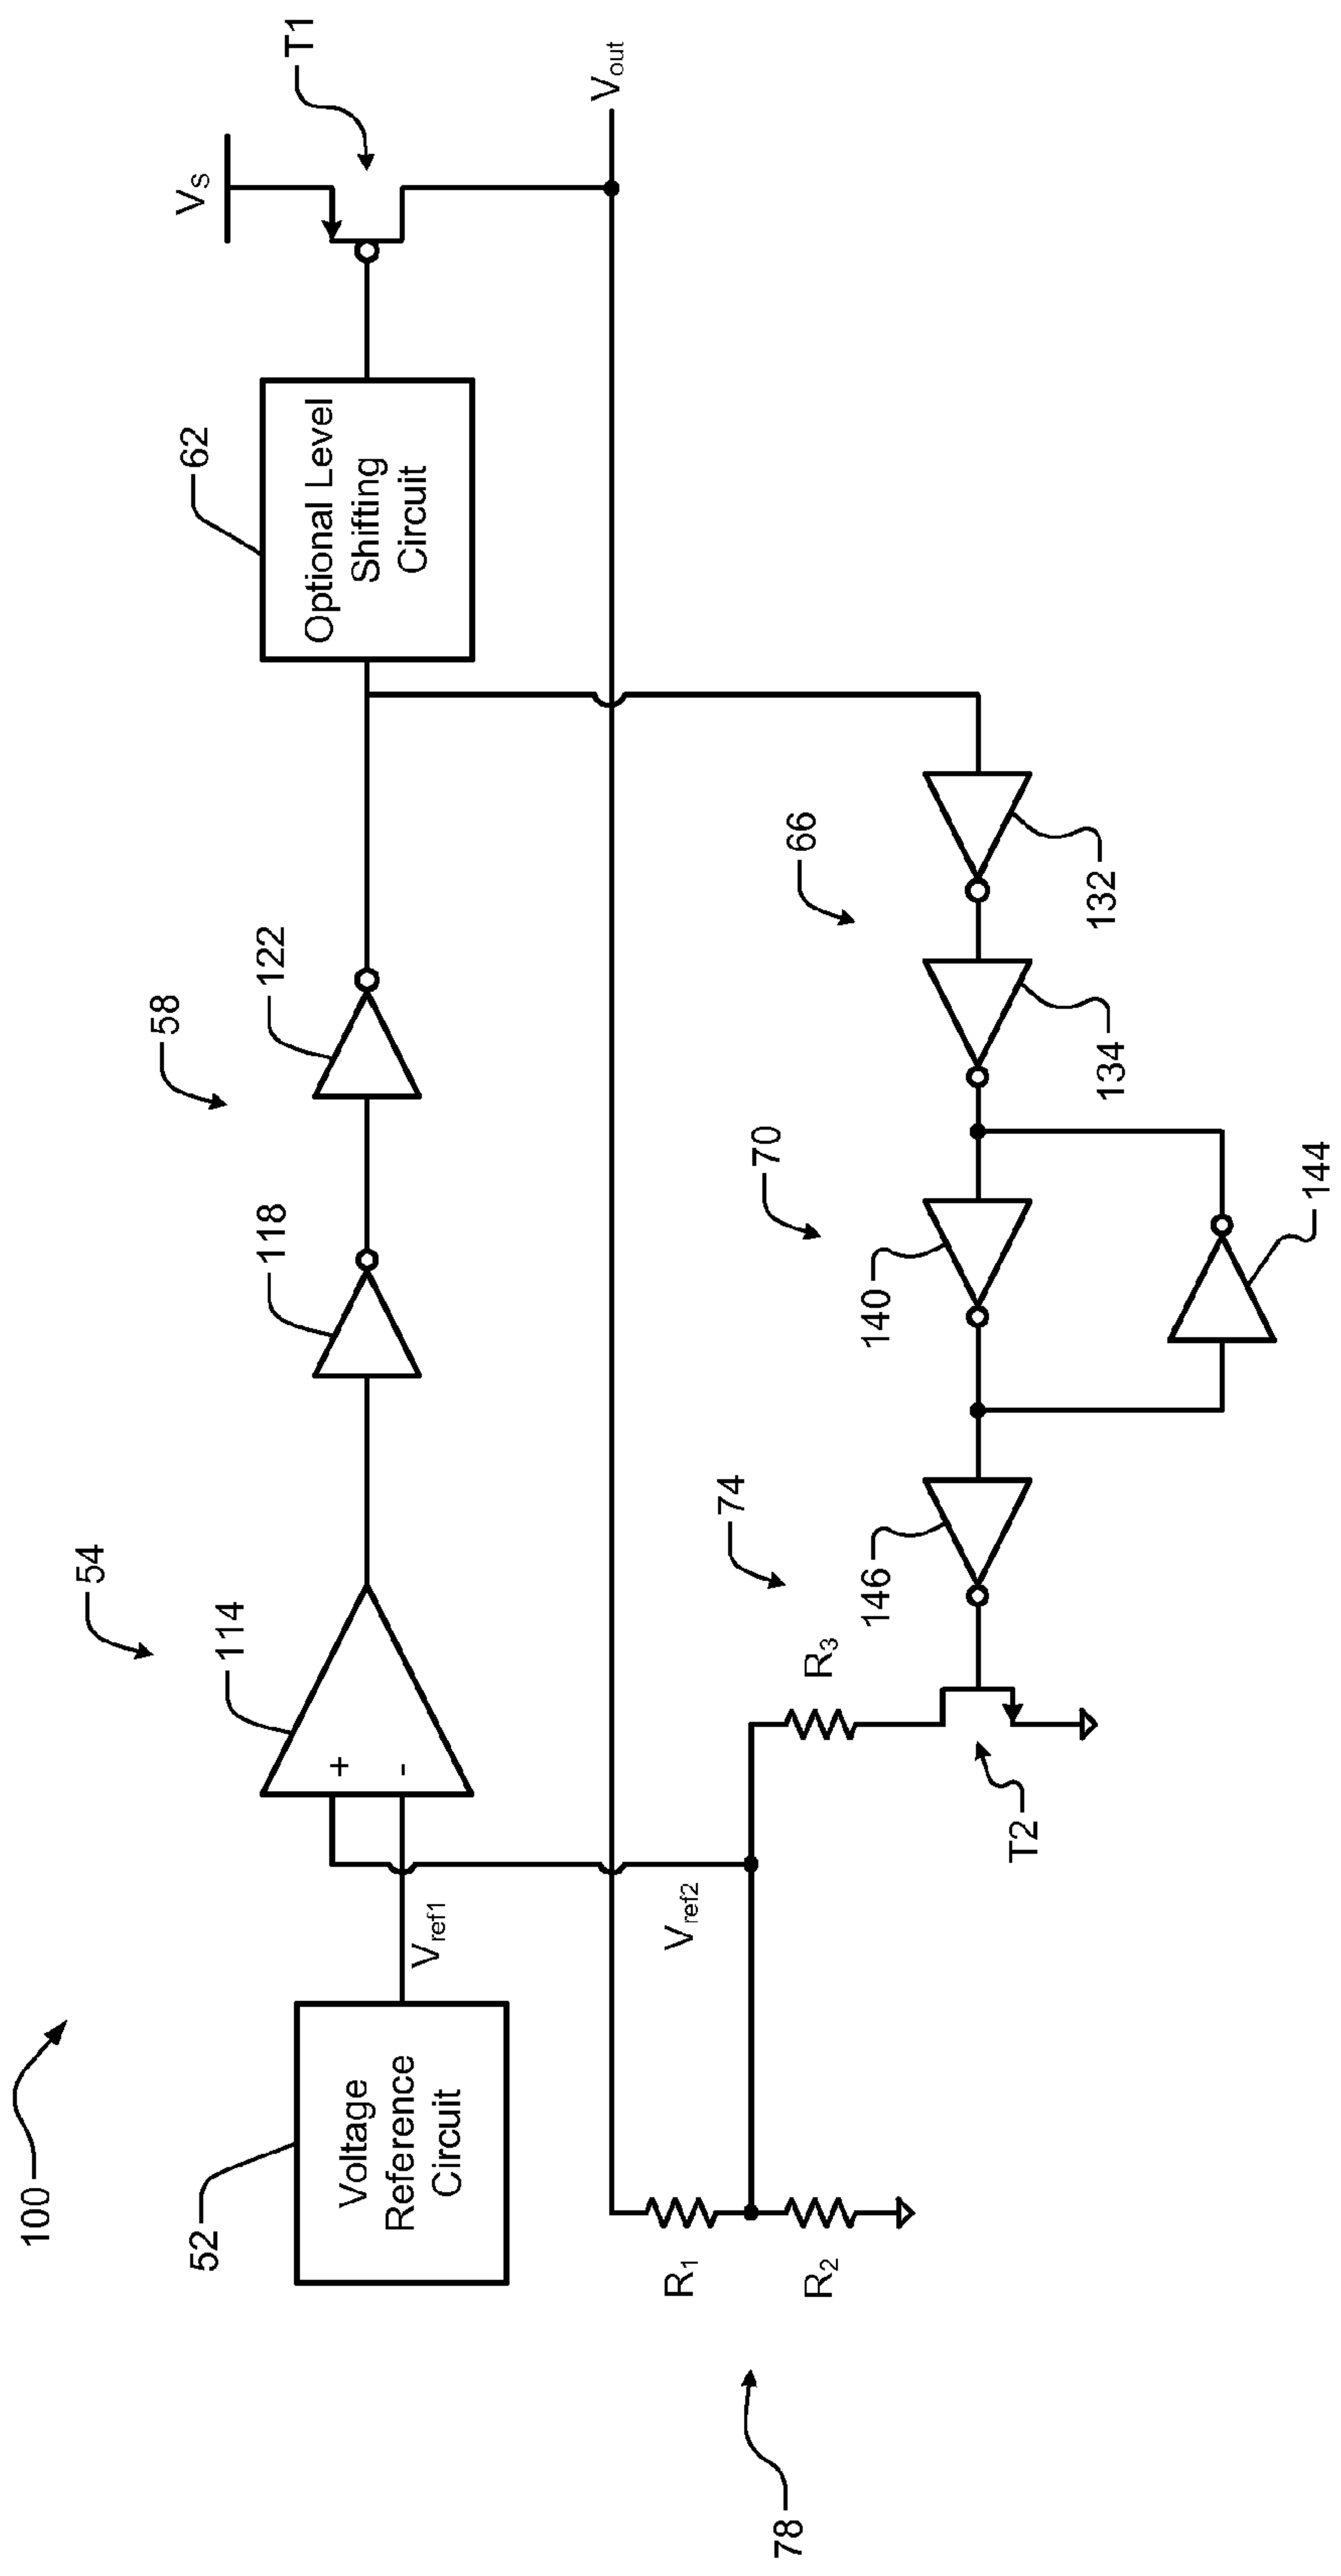 100
52
Voltage
Reference
Circuit
Vref1
54
114
+
-
118
58
122
62
Optional Level
Shifting
Circuit
VS
T1
Vout
Vref2
R1
R2
78
R3
T2
74
146
70
140
144
66
134
132